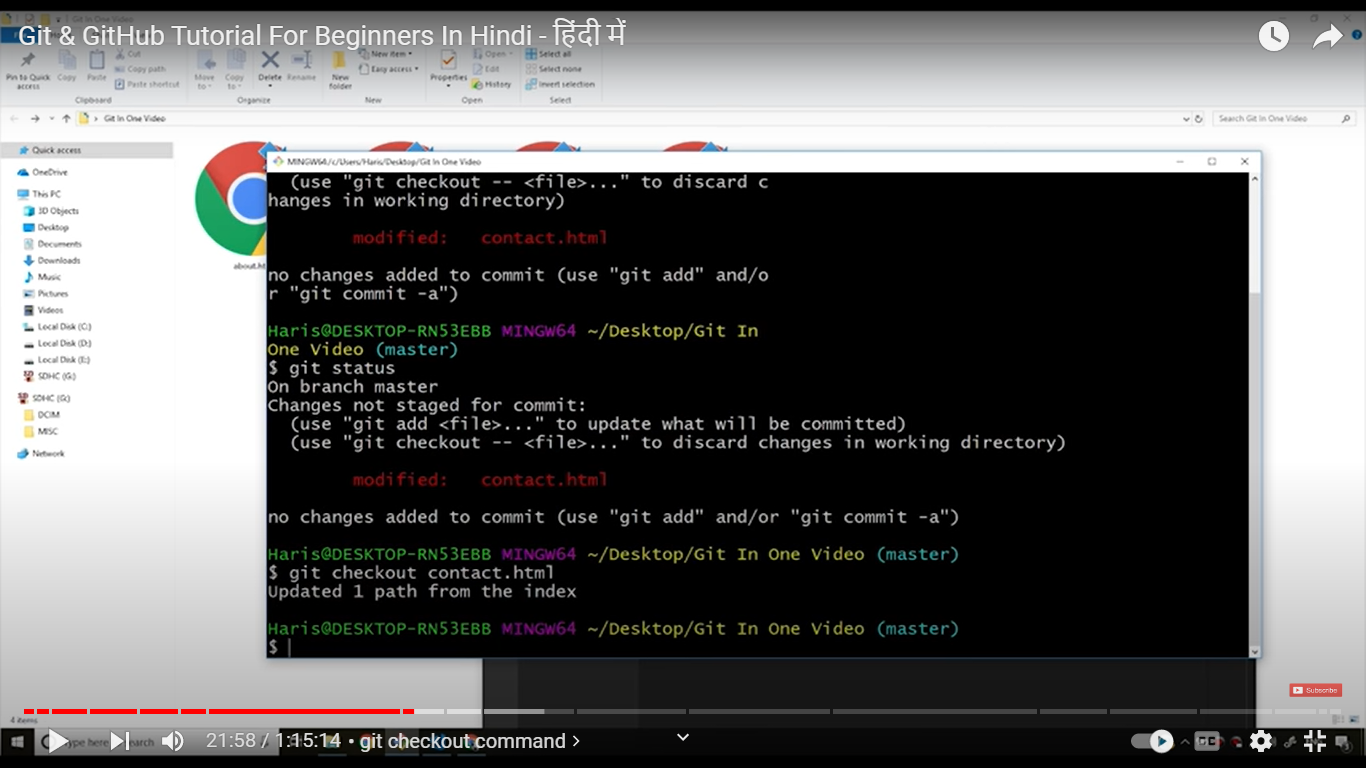 Git In One Video
Git & GitHub Tutorial For Beginners In Hindi - हिंदी में
Pin to Quick access
Copy
Paste
Cut
Copy path
Paste shortcut
Move to
Copy to
Delete
Rename
New folder
New item
Easy access
Properties
Open
Edit
History
Select all
Select none
Invert selection
Clipboard
Organize
New
Open
Select
Git In One Video
Search Git In One Video
Quick access
OneDrive
This PC
3D Objects
Desktop
Documents
Downloads
Music
Pictures
Videos
Local Disk (C:)
Local Disk (D:)
Local Disk (E:)
SDHC (G:)
SDHC (G:)
DCIM
MISC
Network
4 items
about.ht
MINGW64:/c/Users/Haris/Desktop/Git In One Video
(use "git checkout -- <file>..." to discard c
hanges in working directory)
modified: contact.html
no changes added to commit (use "git add" and/o
r "git commit -a")
Haris@DESKTOP-RN53EBB MINGW64 ~/Desktop/Git In
One Video (master)
$ git status
On branch master
Changes not staged for commit:
(use "git add <file>..." to update what will be committed)
(use "git checkout -- <file>..." to discard changes in working directory)
modified: contact.html
no changes added to commit (use "git add" and/or "git commit -a")
Haris@DESKTOP-RN53EBB MINGW64 ~/Desktop/Git In One Video (master)
$ git checkout contact.html
Updated 1 path from the index
Haris@DESKTOP-RN53EBB MINGW64 ~/Desktop/Git In One Video (master)
$
Subscribe
21:58 / 1:15:14 • git checkout command
CC